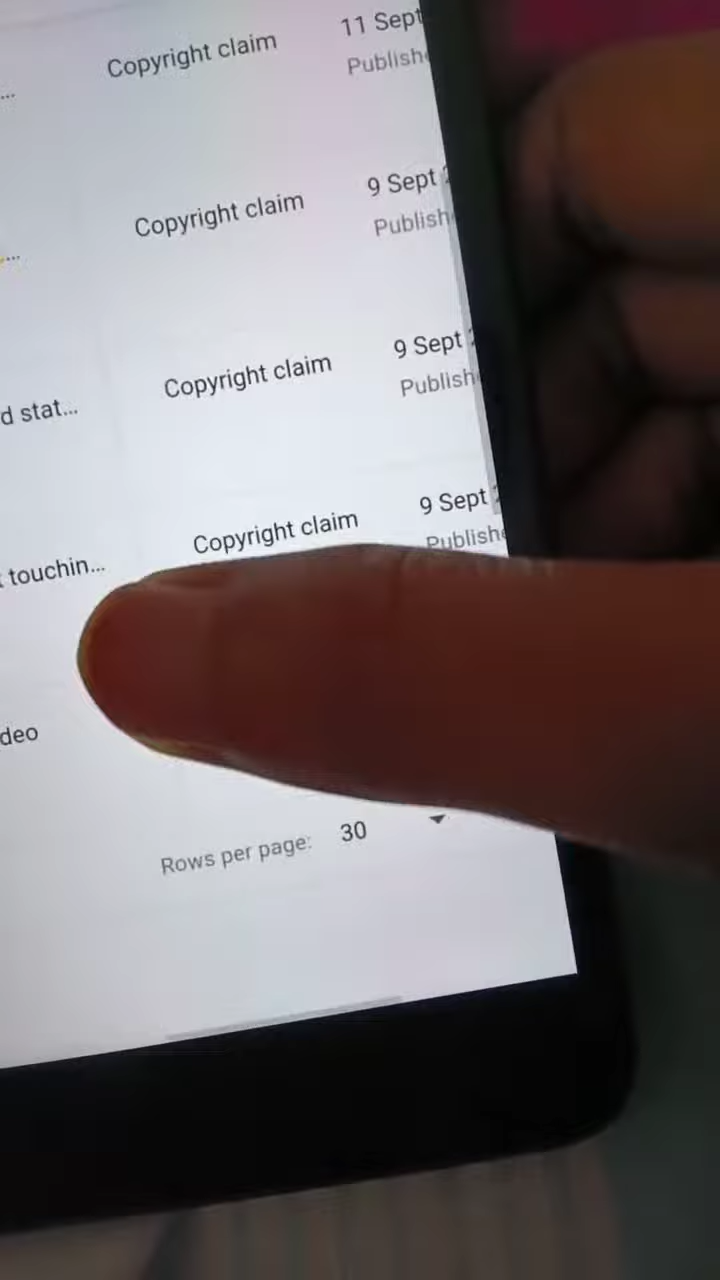 Copyright claim 11 Sept
Publish
...
Copyright claim 9 Sept
...
Publish
Copyright claim 9 Sept
d stat... Publish
Copyright claim 9 Sept
touchin... Publish
deo
Rows per page: 30